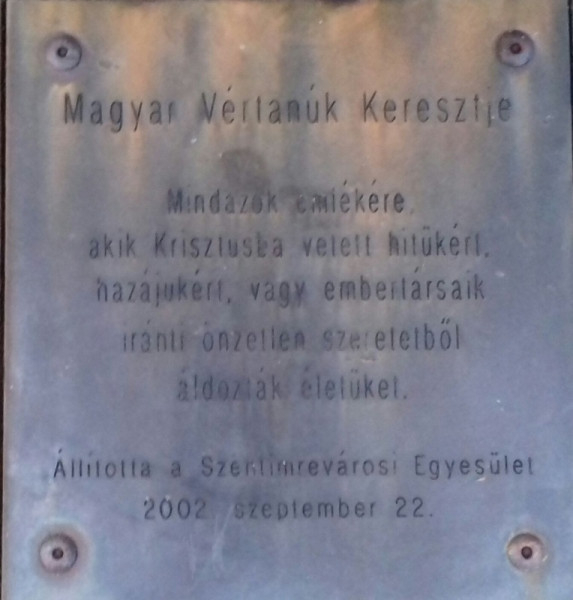 Magyar Vértanúk Keresztje
Mindazok emlékére,
akik Krisztusba vetett hitükért,
hazájukért, vagy embertársaik
iránti önzetlen szeretetből
áldozták életüket.
Állította a Szentimrevárosi Egyesület
2002. szeptember 22.